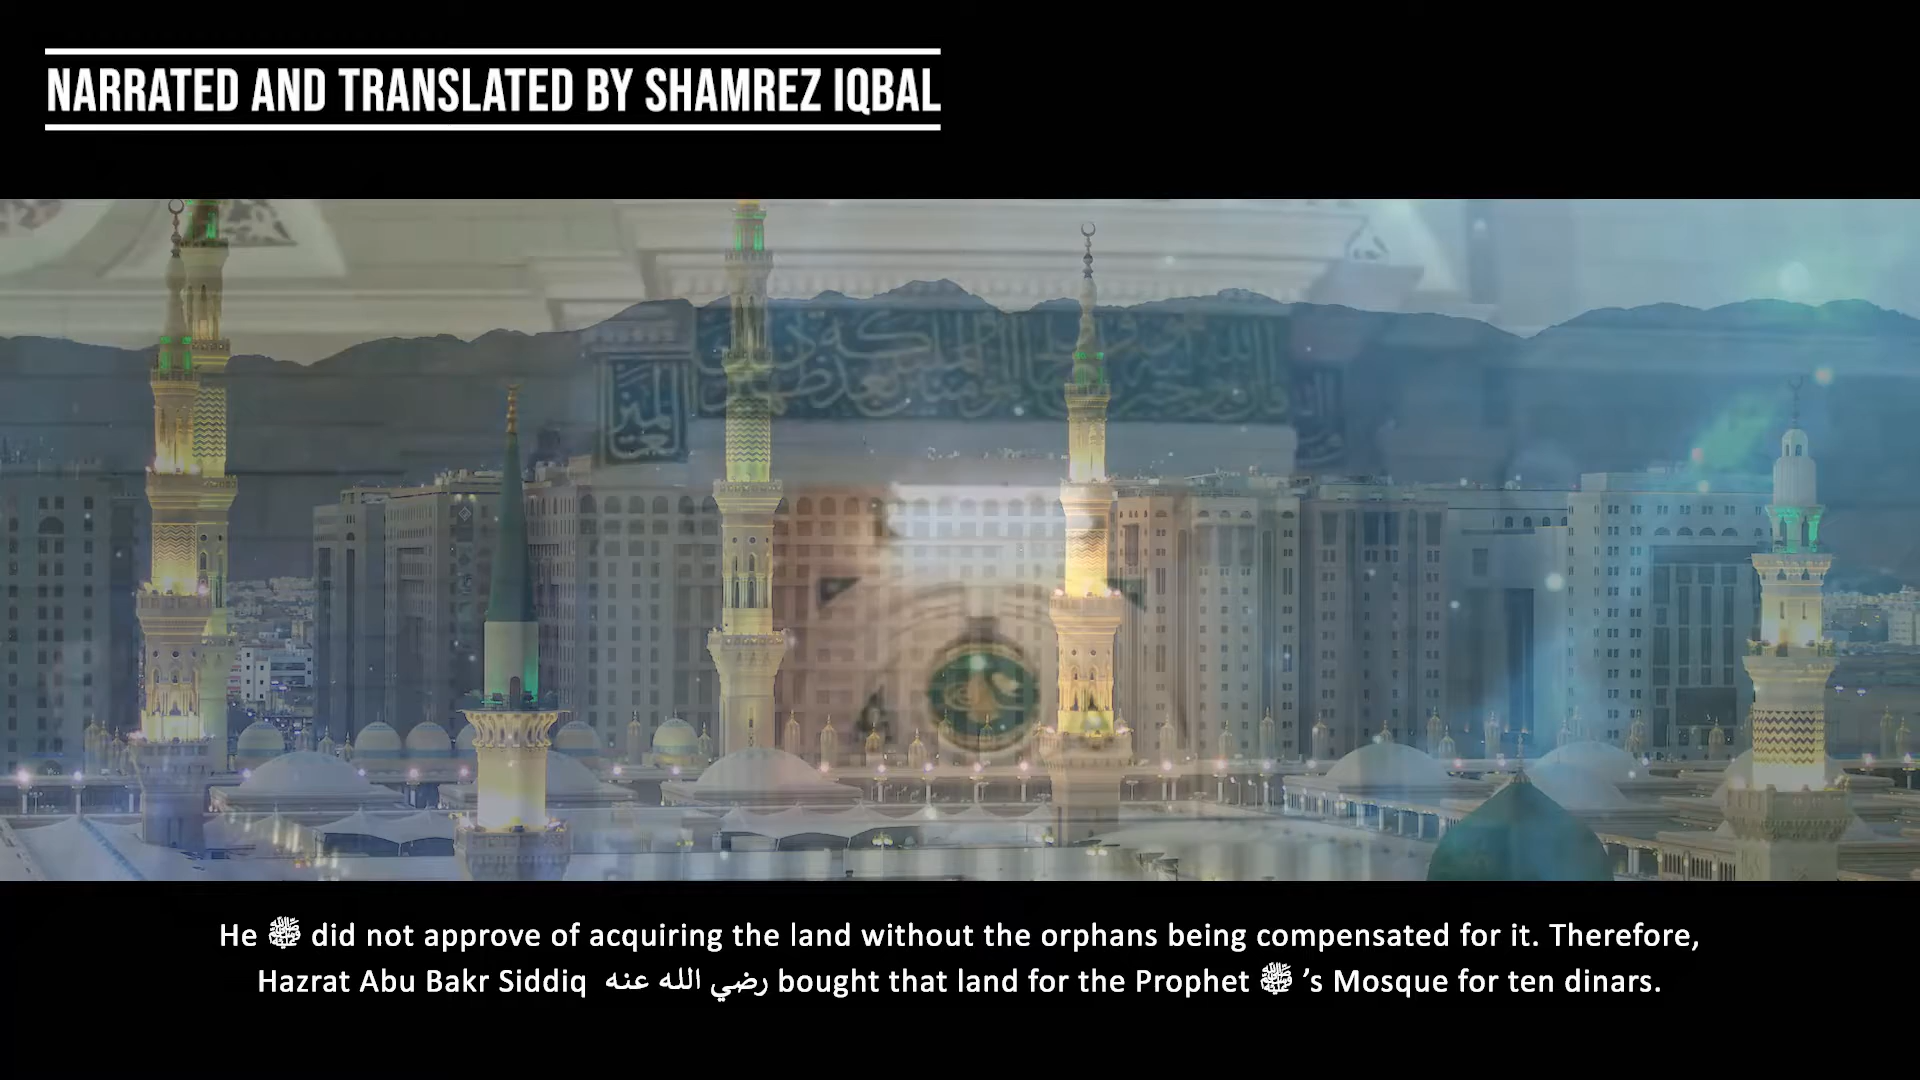 NARRATED AND TRANSLATED BY SHAMREZ IQBAL
He ﷺ did not approve of acquiring the land without the orphans being compensated for it. Therefore,
Hazrat Abu Bakr Siddiq رضي الله عنه bought that land for the Prophet ﷺ ’s Mosque for ten dinars.